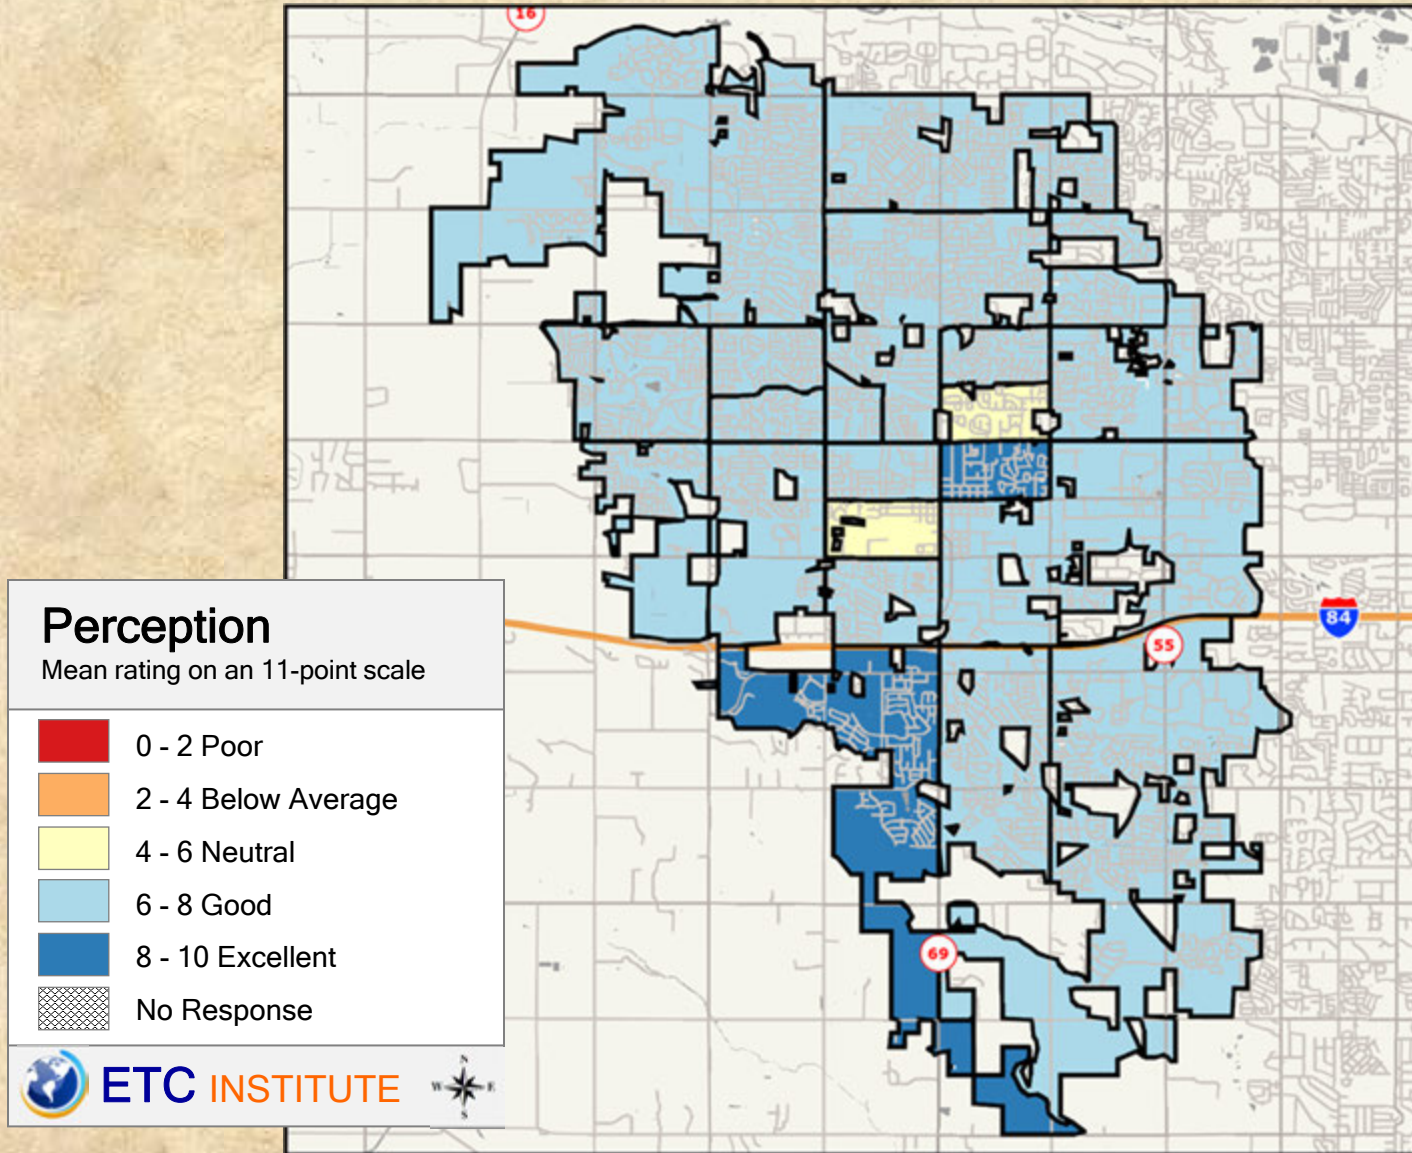 16
84
55
69
Perception
Mean rating on an 11-point scale
0 - 2 Poor
2 - 4 Below Average
4 - 6 Neutral
6 - 8 Good
8 - 10 Excellent
No Response
ETC INSTITUTE
N
W E
S